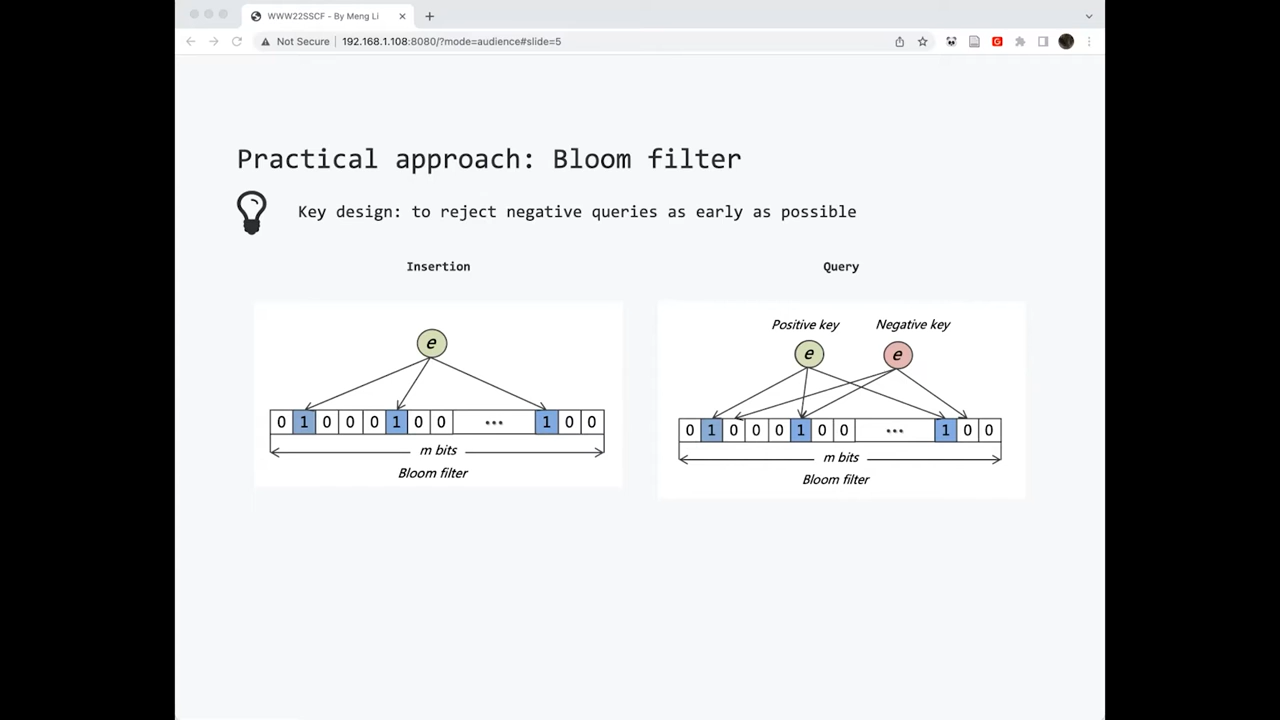 WWW22SSCF - By Meng Li
Not Secure | 192.168.1.108:8080/?mode=audience#slide=5
Practical approach: Bloom filter
Key design: to reject negative queries as early as possible
Insertion
e
0 1 0 0 0 1 0 0 ... 1 0 0
m bits
Bloom filter
Query
Positive key Negative key
e e
0 1 0 0 0 1 0 0 ... 1 0 0
m bits
Bloom filter